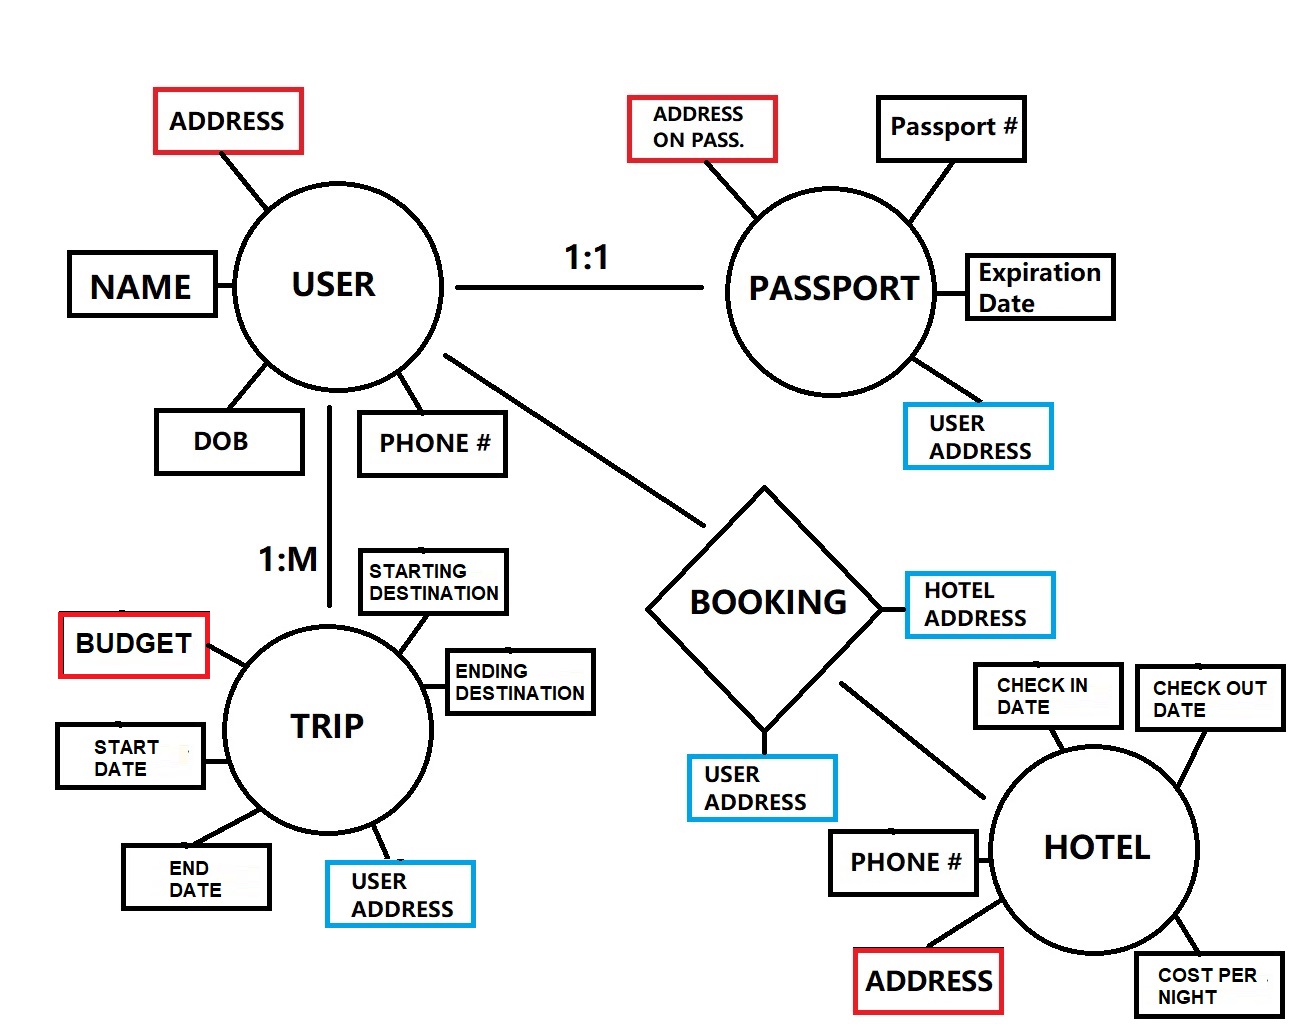 ADDRESS
NAME
USER
DOB
PHONE #
1:1
ADDRESS
ON PASS.
Passport #
PASSPORT
Expiration
Date
USER
ADDRESS
1:M
STARTING
DESTINATION
BUDGET
ENDING
DESTINATION
TRIP
START
DATE
END
DATE
USER
ADDRESS
BOOKING
HOTEL
ADDRESS
USER
ADDRESS
CHECK IN
DATE
CHECK OUT
DATE
HOTEL
PHONE #
ADDRESS
COST PER
NIGHT